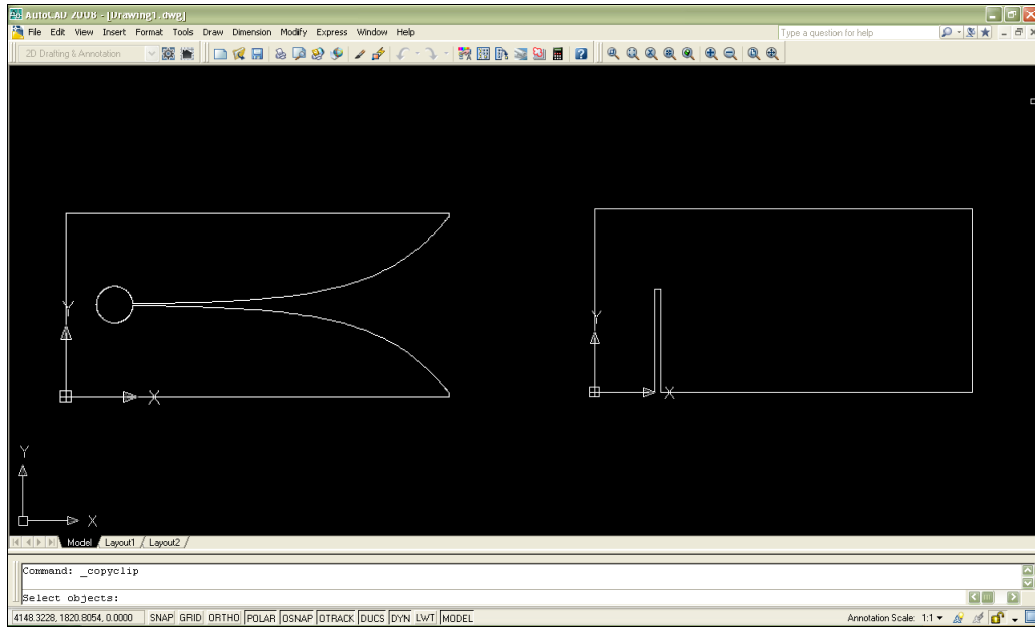 AutoCAD 2008 - [Drawing1.dwg]
File Edit View Insert Format Tools Draw Dimension Modify Express Window Help
Type a question for help
2D Drafting & Annotation
Y
X
Y
X
Y
X
Model Layout1 Layout2
Command: _copyclip
Select objects:
4148.3228, 1820.8054, 0.0000 SNAP GRID ORTHO POLAR OSNAP OTRACK DUCS DYN LWT MODEL Annotation Scale: 1:1